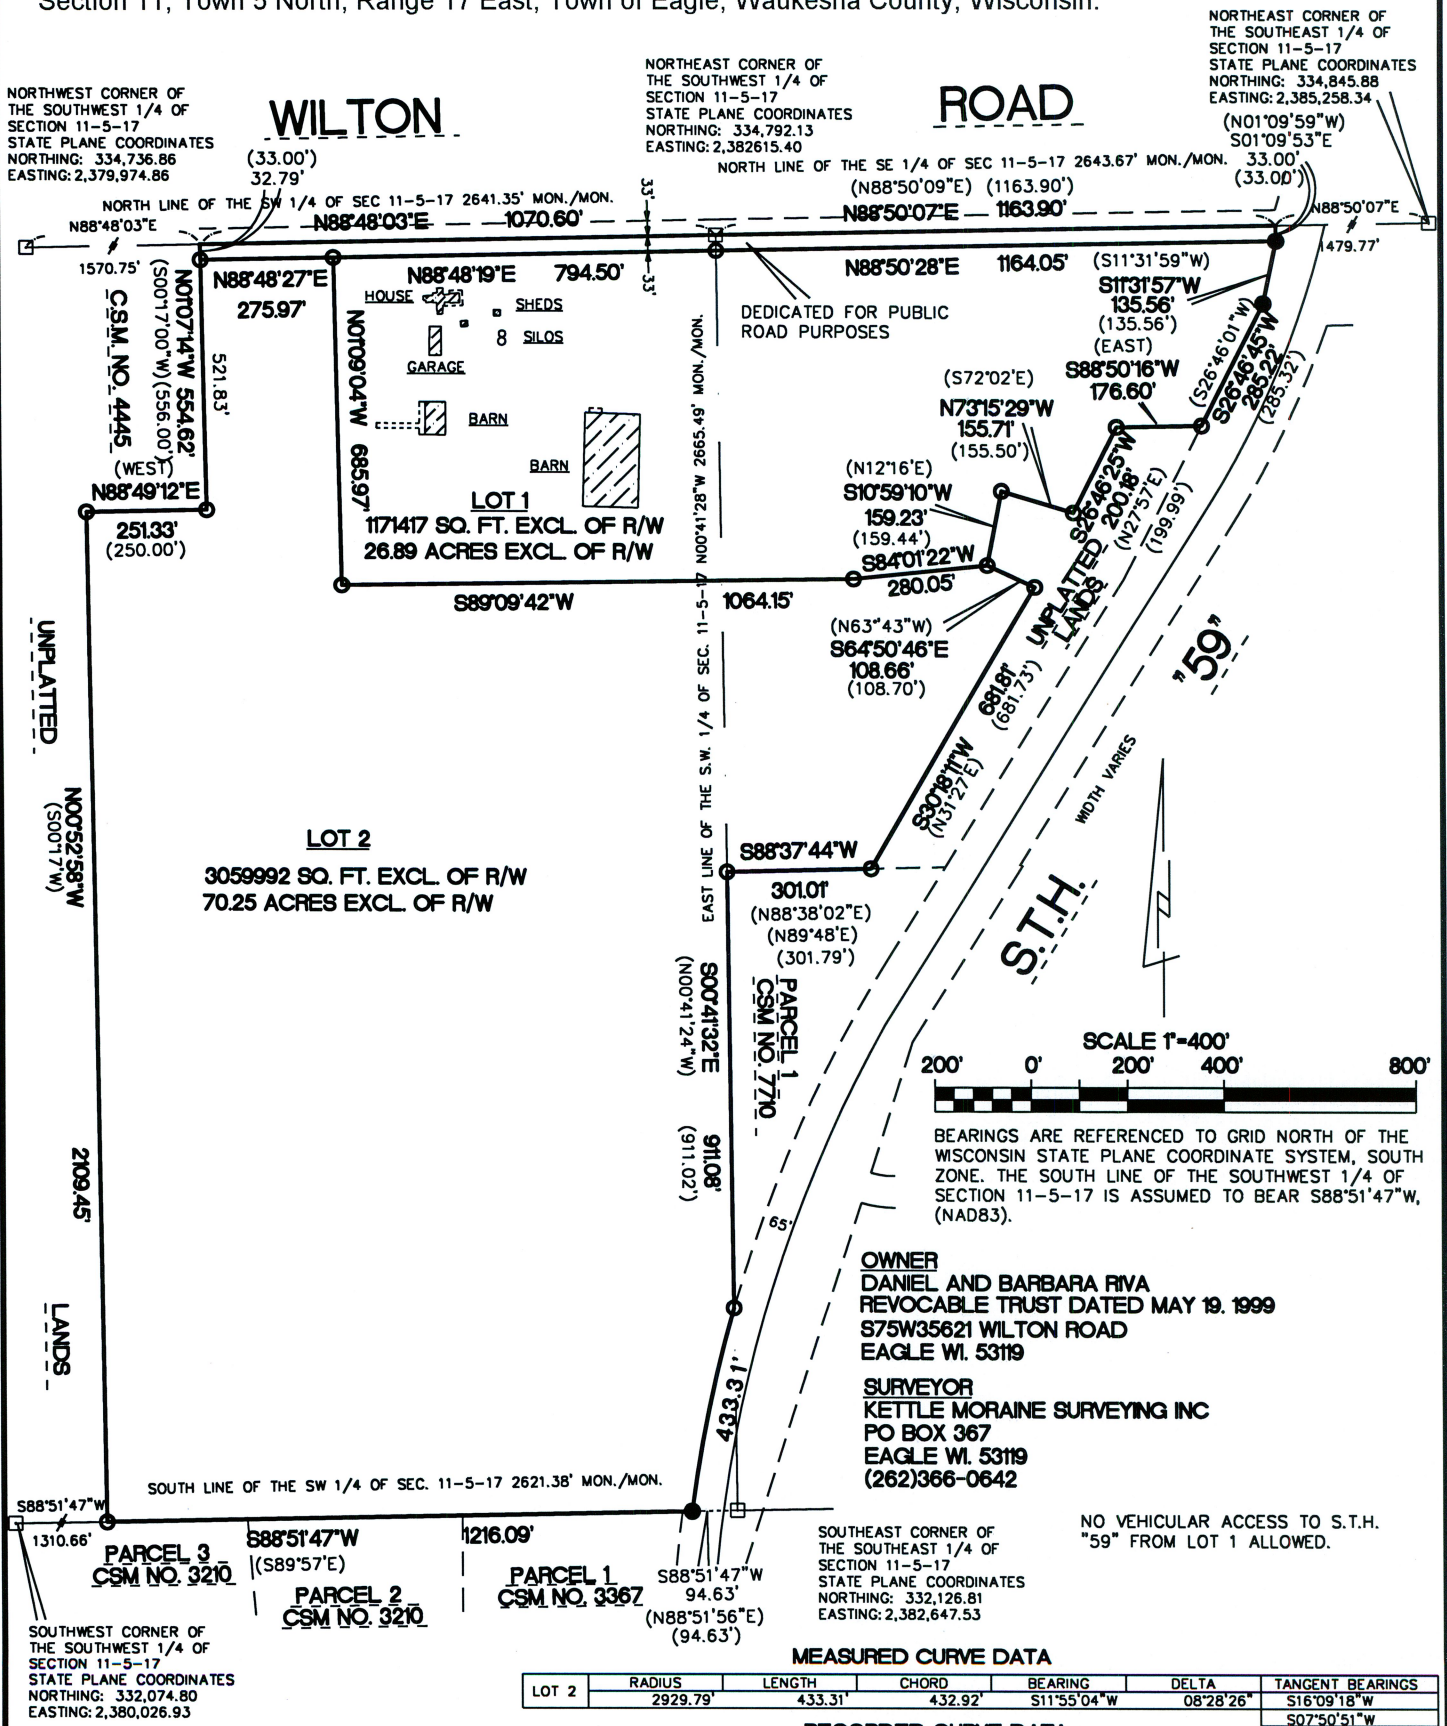 Section 11, Town 5 North, Range 17 East, Town of Eagle, Waukesha County, Wisconsin.
NORTHEAST CORNER OF
THE SOUTHEAST 1/4 OF
SECTION 11-5-17
STATE PLANE COORDINATES
NORTHING: 334,845.88
EASTING: 2,385,258.34
NORTHEAST CORNER OF
THE SOUTHWEST 1/4 OF
SECTION 11-5-17
STATE PLANE COORDINATES
NORTHING: 334,792.13
EASTING: 2,382615.40
NORTHWEST CORNER OF
THE SOUTHWEST 1/4 OF
SECTION 11-5-17
STATE PLANE COORDINATES
NORTHING: 334,736.86
EASTING: 2,379,974.86
WILTON
ROAD
(33.00')
32.79'
(N01°09'59"W)
S01°09'53"E
33.00'
(33.00')
NORTH LINE OF THE SE 1/4 OF SEC 11-5-17 2643.67' MON./MON.
(N88°50'09"E) (1163.90')
NORTH LINE OF THE SW 1/4 OF SEC 11-5-17 2641.35' MON./MON.
33'
N88°48'03"E
N88°48'03"E 1070.60'
N88°50'07"E 1163.90'
N88°50'07"E
1570.75'
1479.77'
N88°48'27"E
275.97'
N88°48'19"E 794.50'
33'
N88°50'28"E 1164.05'
(S11°31'59"W)
S11°31'57"W
135.56'
(135.56')
(EAST)
S88°50'16"W
176.60'
HOUSE
SHEDS
8 SILOS
GARAGE
BARN
BARN
DEDICATED FOR PUBLIC
ROAD PURPOSES
C.S.M. NO. 4445
(S00°17'00"W) (556.00')
N01°07'14"W 554.62'
521.83'
N01°09'04"W 685.97'
(S26°46'01"W)
S26°46'45"W
285.22'
(285.32')
(S72°02'E)
N73°15'29"W
155.71'
(155.50')
(WEST)
N88°49'12"E
251.33'
(250.00')
(N12°16'E)
S10°59'10"W
159.23'
(159.44')
S26°46'25"W
200.18'
(N27°57'E)
(199.99')
LOT 1
1171417 SQ. FT. EXCL. OF R/W
26.89 ACRES EXCL. OF R/W
S84°01'22"W
280.05'
S89°09'42"W 1064.15'
UNPLATTED
LANDS
(N63°43"W)
S64°50'46"E
108.66'
(108.70')
EAST LINE OF THE S.W. 1/4 OF SEC. 11-5-17 N00°41'28"W 2665.49' MON./MON.
"59"
681.81'
(681.73')
S30°18'11"W
(N31°27'E)
UNPLATTED
WIDTH VARIES
N00°52'58"W
(S00°17'W)
LOT 2
3059992 SQ. FT. EXCL. OF R/W
70.25 ACRES EXCL. OF R/W
S88°37'44"W
301.01'
(N88°38'02"E)
(N89°48'E)
(301.79')
S.T.H.
S00°41'32"E
(N00°41'24"W)
911.08'
(911.02')
PARCEL 1
CSM NO. 7710
SCALE 1"=400'
200' 0' 200' 400' 800'
BEARINGS ARE REFERENCED TO GRID NORTH OF THE
WISCONSIN STATE PLANE COORDINATE SYSTEM, SOUTH
ZONE. THE SOUTH LINE OF THE SOUTHWEST 1/4 OF
SECTION 11-5-17 IS ASSUMED TO BEAR S88°51'47"W,
(NAD83).
2109.45'
65'
LANDS
OWNER
DANIEL AND BARBARA RIVA
REVOCABLE TRUST DATED MAY 19. 1999
S75W35621 WILTON ROAD
EAGLE WI. 53119
SURVEYOR
KETTLE MORAINE SURVEYING INC
PO BOX 367
EAGLE WI. 53119
(262)366-0642
433.31'
SOUTH LINE OF THE SW 1/4 OF SEC. 11-5-17 2621.38' MON./MON.
S88°51'47"W
1310.66'
S88°51'47"W 1216.09'
(S89°57'E)
PARCEL 3
CSM NO. 3210
PARCEL 2
CSM NO. 3210
PARCEL 1
CSM NO. 3367
S88°51'47"W
94.63'
(N88°51'56"E)
(94.63')
SOUTHEAST CORNER OF
THE SOUTHEAST 1/4 OF
SECTION 11-5-17
STATE PLANE COORDINATES
NORTHING: 332,126.81
EASTING: 2,382,647.53
NO VEHICULAR ACCESS TO S.T.H.
"59" FROM LOT 1 ALLOWED.
SOUTHWEST CORNER OF
THE SOUTHWEST 1/4 OF
SECTION 11-5-17
STATE PLANE COORDINATES
NORTHING: 332,074.80
EASTING: 2,380,026.93
MEASURED CURVE DATA
LOT 2 RADIUS LENGTH CHORD BEARING DELTA TANGENT BEARINGS
2929.79' 433.31' 432.92' S11°55'04"W 08°28'26" S16°09'18"W
S07°50'51"W
RECORDED CURVE DATA